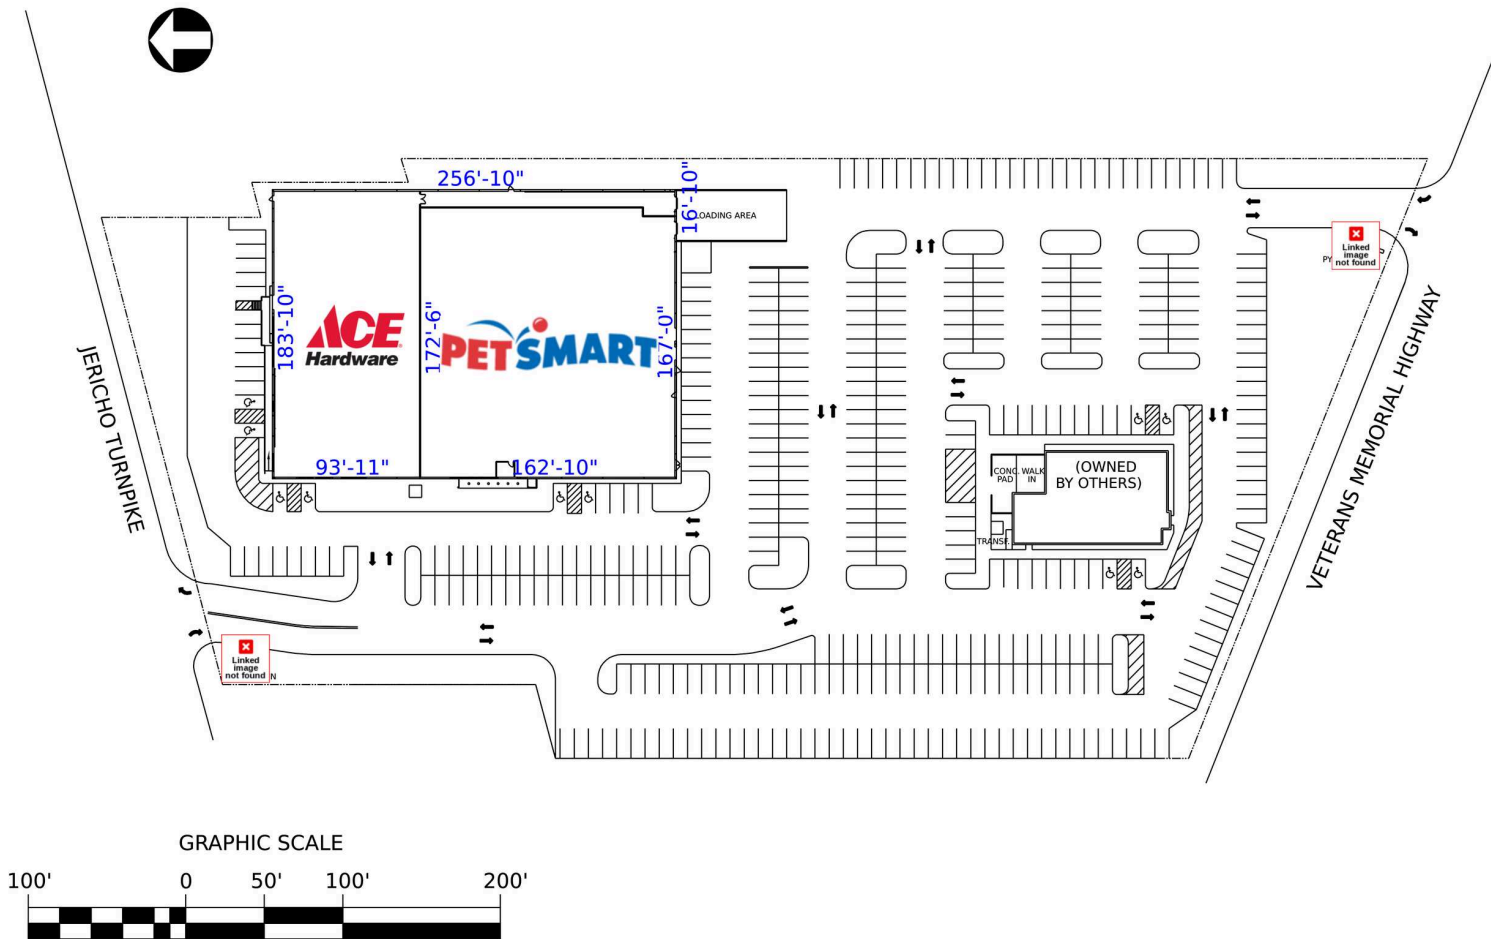 256'-10"
16'-10"
LOADING AREA
183'-10"
ACE
Hardware
172'-6"
PETSMART
167'-0"
93'-11"
162'-10"
JERICHO TURNPIKE
VETERANS MEMORIAL HIGHWAY
Linked
image
not found
PY
CONC.
PAD
WALK
IN
(OWNED
BY OTHERS)
TRANSF.
Linked
image
not found
N
GRAPHIC SCALE
100' 0 50' 100' 200'